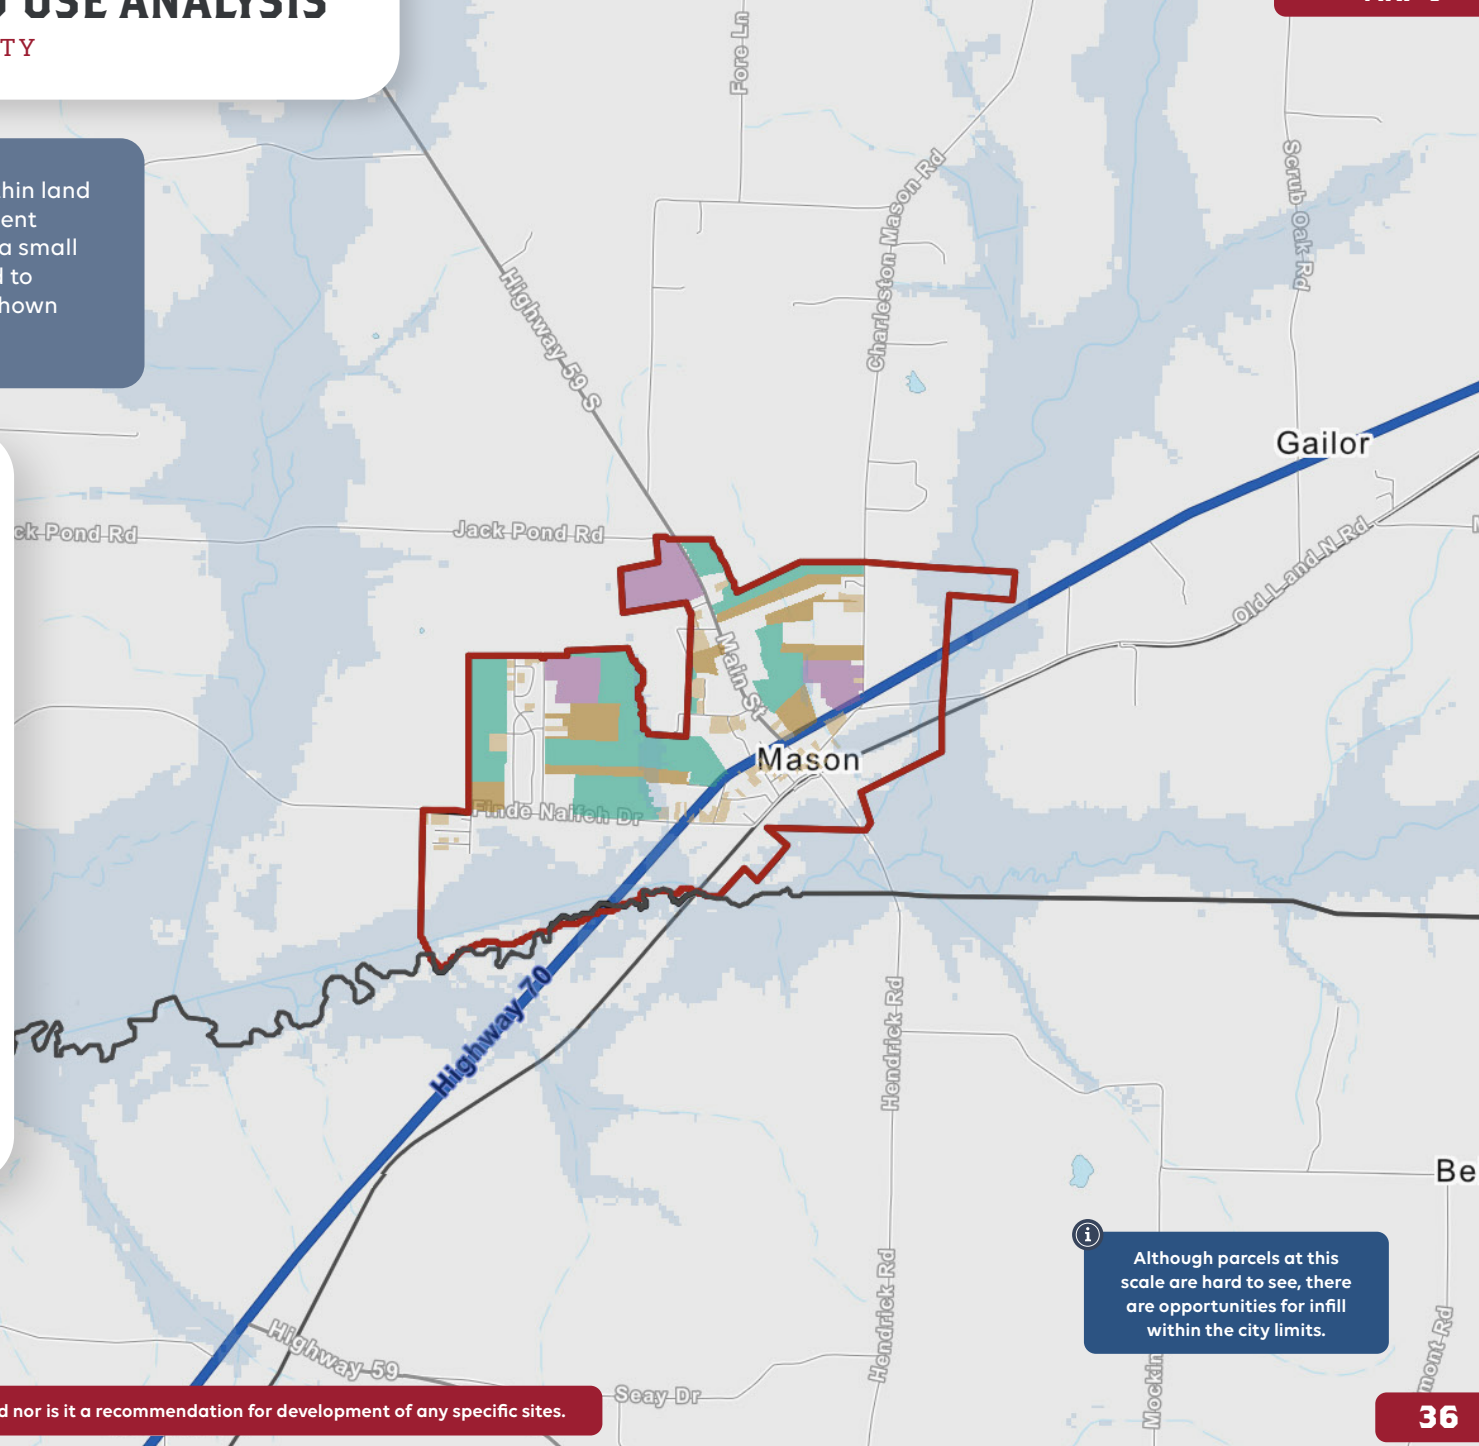 USE ANALYSIS
TY
hin land
ent
a small
d to
hown
Fore Ln
Charleston Mason Rd
Scrub Oak Rd
Highway 59 S
Gailor
ck Pond Rd
Jack Pond Rd
Old L and N Rd
Main St
Mason
Finde Naifeh Dr
Highway 70
Hendrick Rd
Be
Although parcels at this
scale are hard to see, there
are opportunities for infill
within the city limits.
Hendrick Rd
Highway 59
Seay Dr
Mockin
mont Rd
d nor is it a recommendation for development of any specific sites.
36